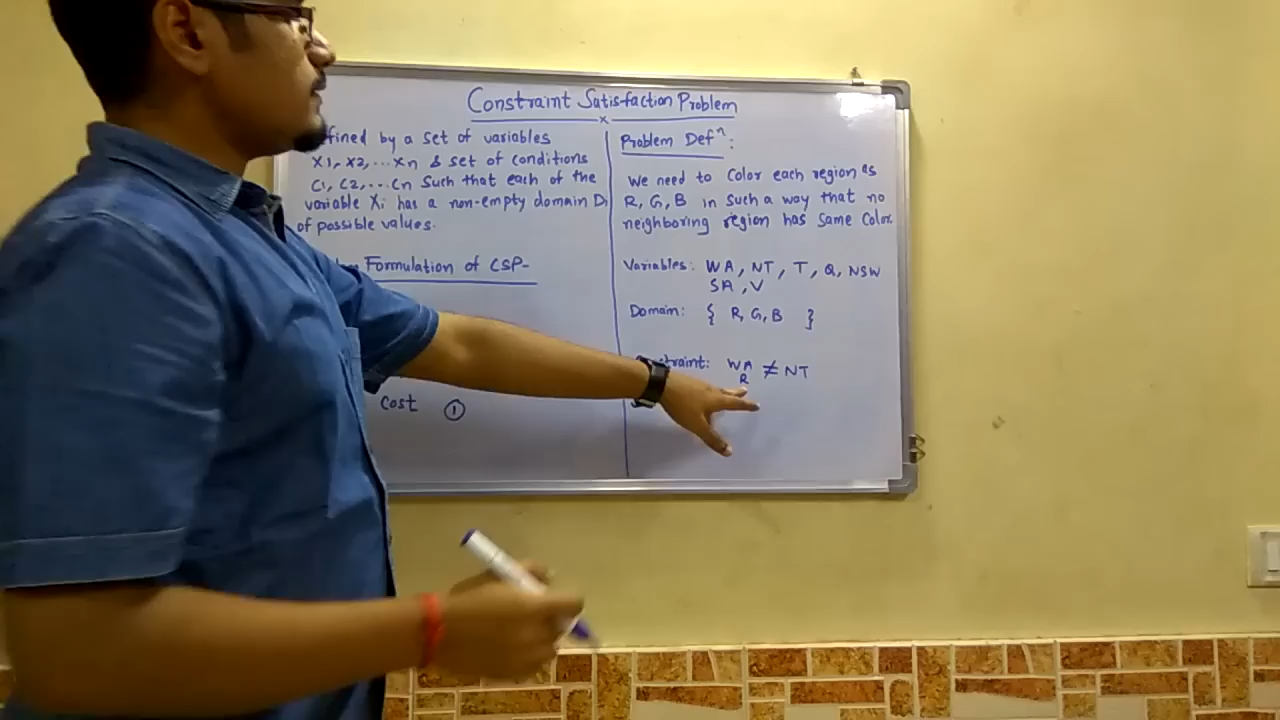 Constraint Satisfaction Problem
x
fined by a set of variables
X1, X2, ... Xn & set of conditions
C1, C2, ... Cn Such that each of the
variable Xi has a non-empty domain Di
of possible values.
Formulation of CSP-
cost 1
Problem Defn:
We need to Color each region as
R, G, B in such a way that no
neighboring region has same Color.
Variables: WA, NT, T, Q, NSW
SA, V
Domain: { R, G, B }
straint: WA ≠ NT
R